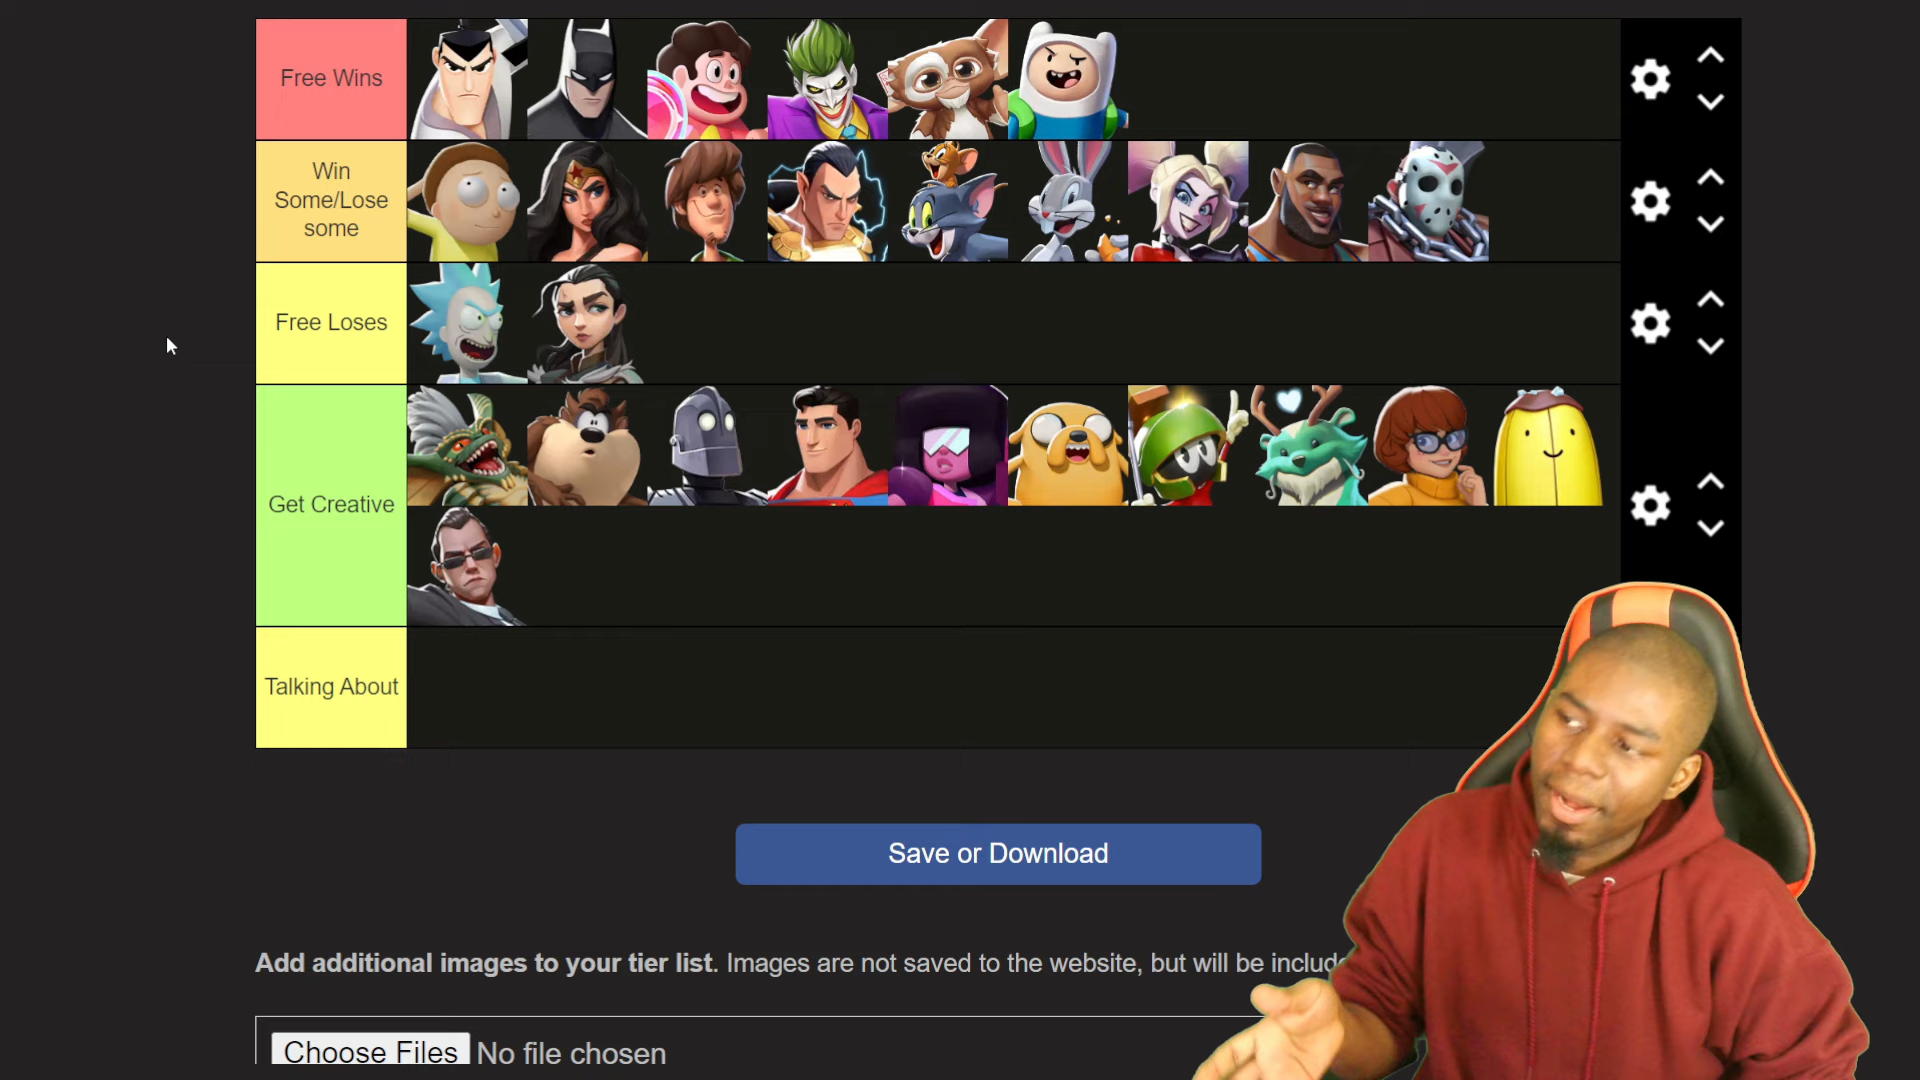 Free Wins
Win
Some/Lose
some
Free Loses
Get Creative
Talking About
Save or Download
Add additional images to your tier list. Images are not saved to the website, but will be include
Choose Files No file chosen